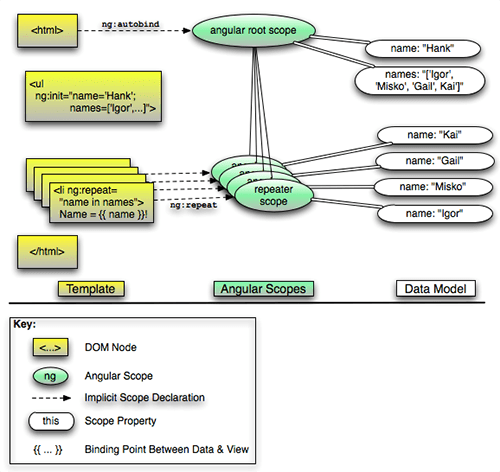 <html>
ng:autobind
angular root scope
name: "Hank"
names: "['Igor',
'Misko', 'Gail', Kai']"
<ul
ng:init="name='Hank';
names=['Igor',...]">
name: "Kai"
name: "Gail"
name: "Misko"
name: "Igor"
<li ng:repeat=
"name in names">
Name = {{ name }}!
ng:repeat
repeater
scope
</html>
Template
Angular Scopes
Data Model
Key:
<...>
DOM Node
ng
Angular Scope
Implicit Scope Declaration
this
Scope Property
{{ ... }}
Binding Point Between Data & View